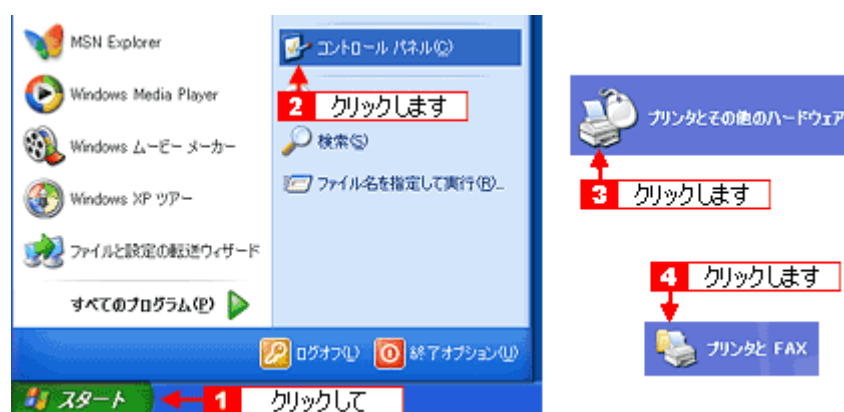 MSN Explorer
Windows Media Player
Windows ムービー メーカー
Windows XP ツアー
ファイルと設定の転送ウィザード
すべてのプログラム(P)
コントロール パネル(C)
2 クリックします
検索(S)
ファイル名を指定して実行(R)...
ログオフ(L)
終了オプション(U)
スタート
1 クリックして
プリンタとその他のハードウェア
3 クリックします
4 クリックします
プリンタと FAX